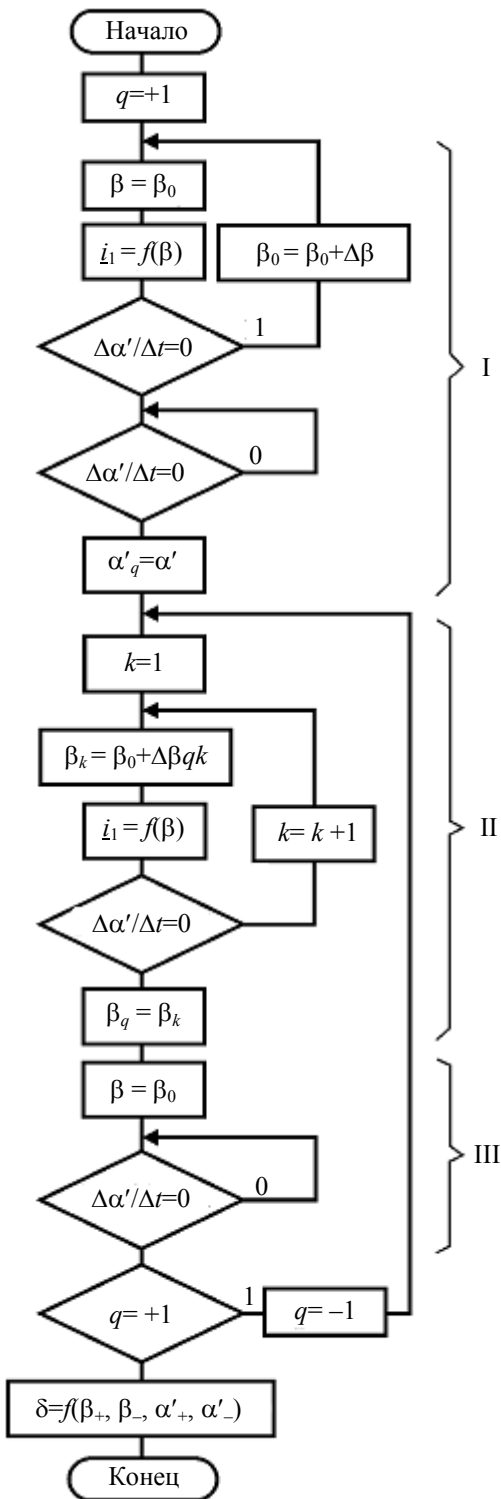 Начало
q=+1
β = β₀
i₁ = f(β)
β₀ = β₀+Δβ
Δα′/Δt=0
1
I
Δα′/Δt=0
0
α′q=α′
k=1
βk = β₀+Δβqk
i₁ = f(β)
k= k +1
II
Δα′/Δt=0
βq = βk
β = β₀
III
Δα′/Δt=0
0
q= +1
1
q= –1
δ=f(β₊, β₋, α′₊, α′₋)
Конец